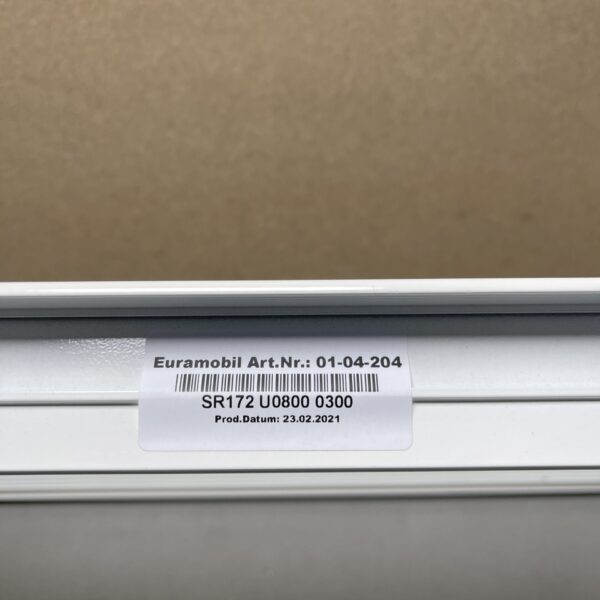 Euramobil Art.Nr.: 01-04-204
SR172 U0800 0300
Prod.Datum: 23.02.2021